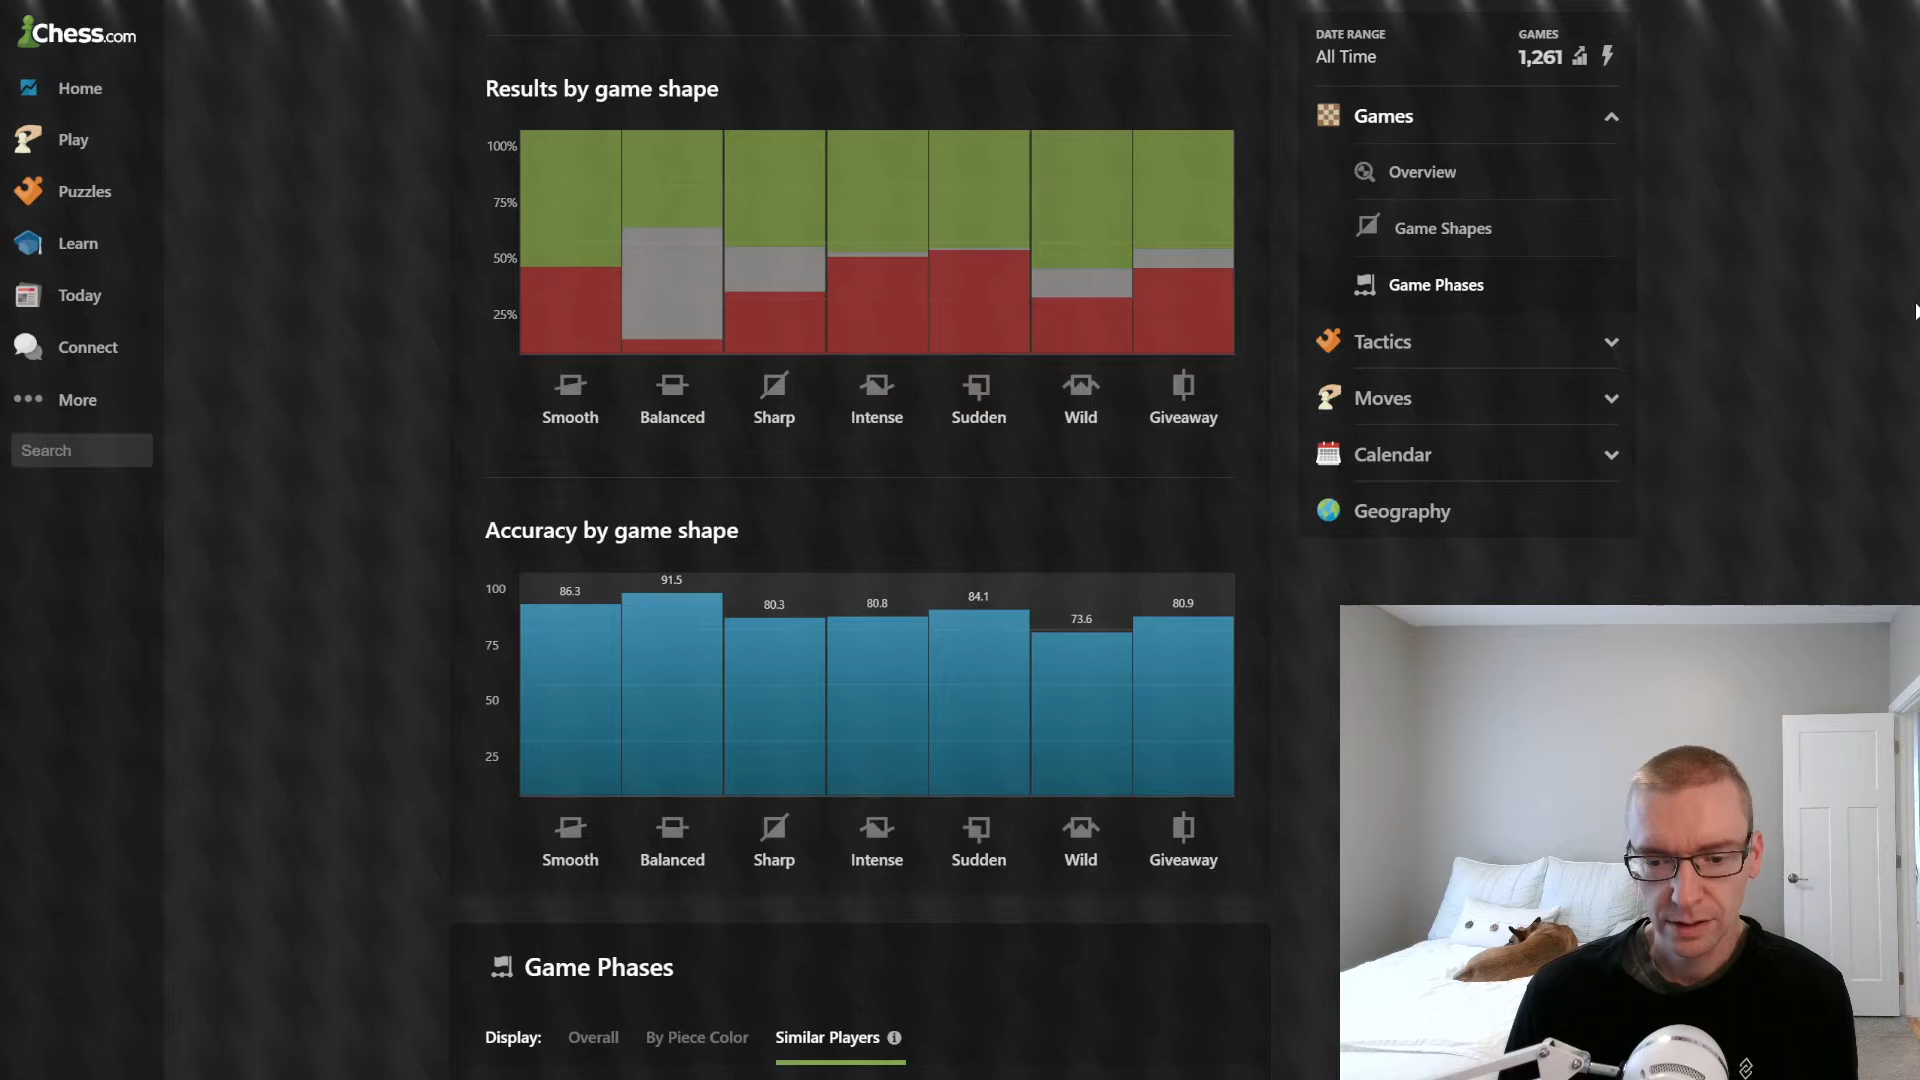 Chess.com
Home
Play
Puzzles
Learn
Today
Connect
More
Search
Results by game shape
100%
75%
50%
25%
Smooth Balanced Sharp Intense Sudden Wild Giveaway
Accuracy by game shape
100
75
50
25
86.3 91.5 80.3 80.8 84.1 73.6 80.9
Smooth Balanced Sharp Intense Sudden Wild Giveaway
Game Phases
Display: Overall By Piece Color Similar Players
DATE RANGE GAMES
All Time 1,261
Games
Overview
Game Shapes
Game Phases
Tactics
Moves
Calendar
Geography